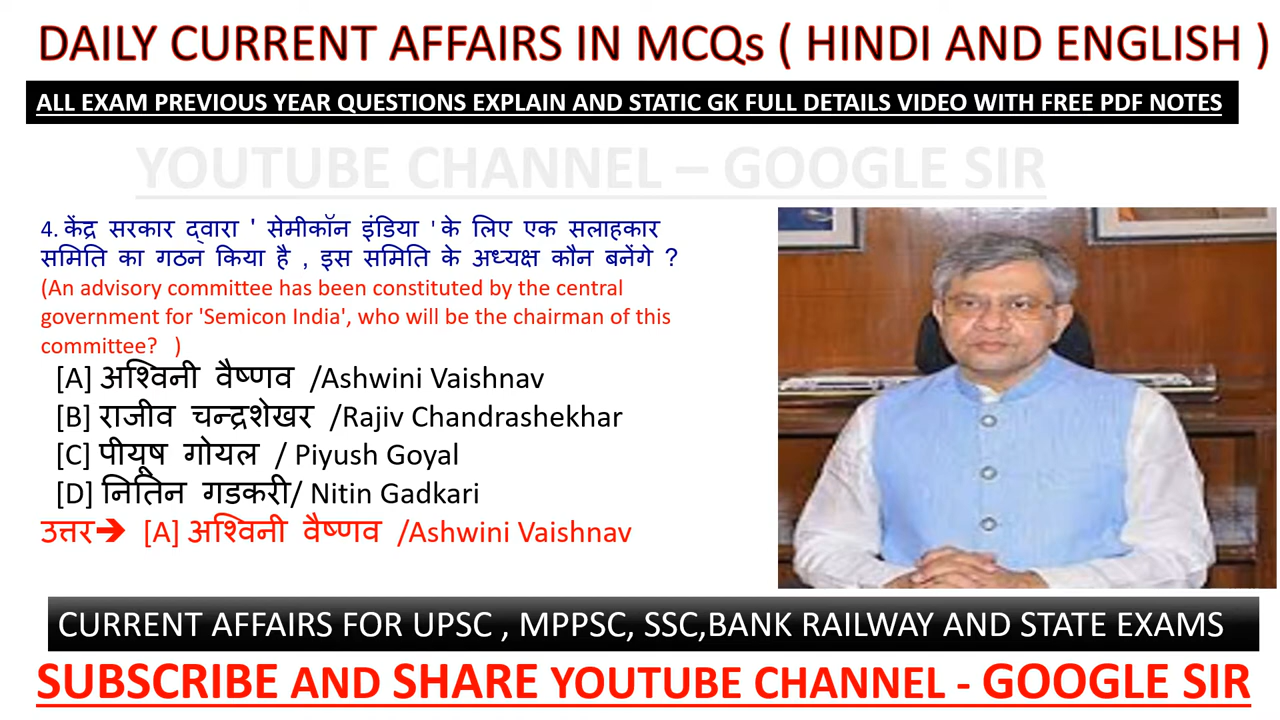 DAILY CURRENT AFFAIRS IN MCQs ( HINDI AND ENGLISH )
ALL EXAM PREVIOUS YEAR QUESTIONS EXPLAIN AND STATIC GK FULL DETAILS VIDEO WITH FREE PDF NOTES
YOUTUBE CHANNEL – GOOGLE SIR
4. केंद्र सरकार द्वारा ' सेमीकॉन इंडिया ' के लिए एक सलाहकार
समिति का गठन किया है , इस समिति के अध्यक्ष कौन बनेंगे ?
(An advisory committee has been constituted by the central
government for 'Semicon India', who will be the chairman of this
committee? )
[A] अश्विनी वैष्णव /Ashwini Vaishnav
[B] राजीव चन्द्रशेखर /Rajiv Chandrashekhar
[C] पीयूष गोयल / Piyush Goyal
[D] नितिन गडकरी/ Nitin Gadkari
उत्तर➔ [A] अश्विनी वैष्णव /Ashwini Vaishnav
CURRENT AFFAIRS FOR UPSC , MPPSC, SSC,BANK RAILWAY AND STATE EXAMS
SUBSCRIBE AND SHARE YOUTUBE CHANNEL - GOOGLE SIR